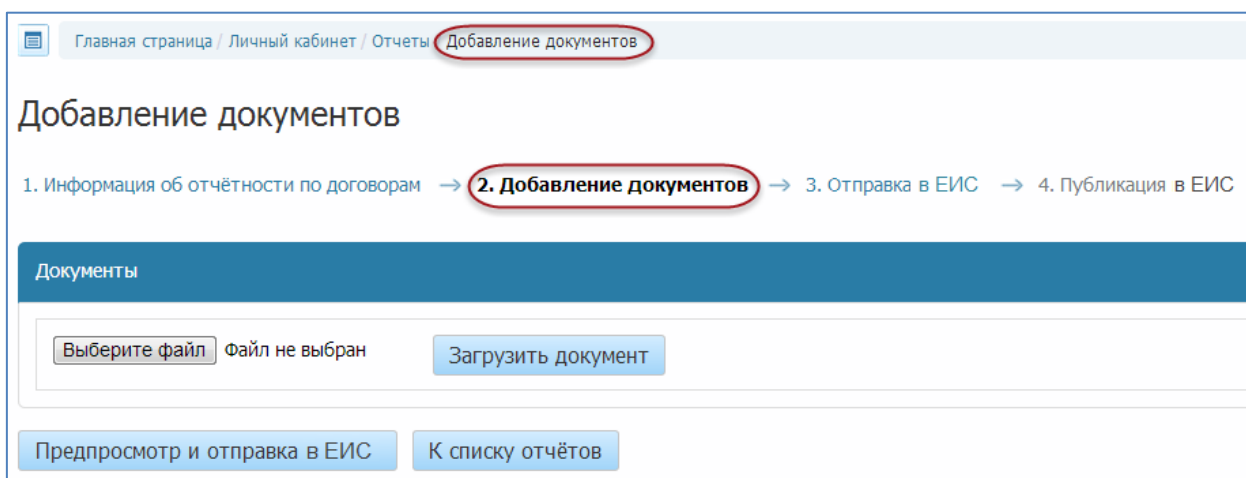 Главная страница / Личный кабинет / Отчеты / Добавление документов
Добавление документов
1. Информация об отчётности по договорам → 2. Добавление документов → 3. Отправка в ЕИС → 4. Публикация в ЕИС
Документы
Выберите файл Файл не выбран Загрузить документ
Предпросмотр и отправка в ЕИС К списку отчётов